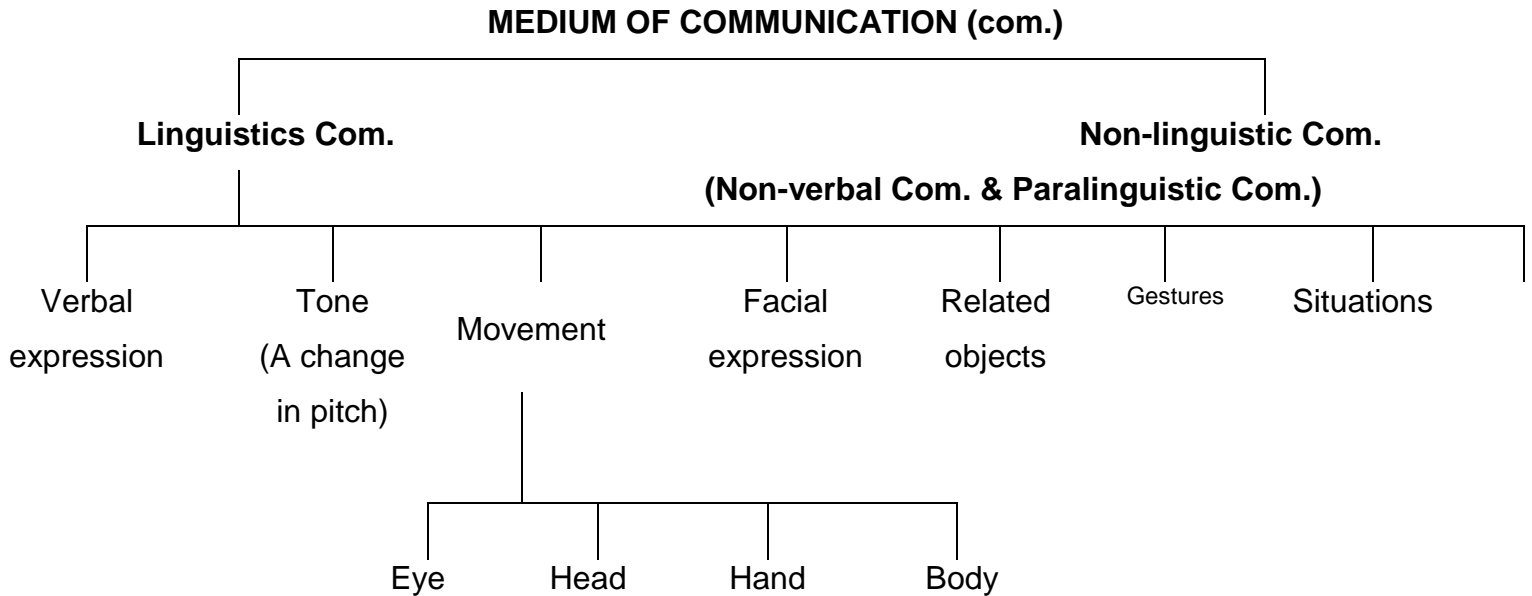 MEDIUM OF COMMUNICATION (com.)
Linguistics Com.
Non-linguistic Com.
(Non-verbal Com. & Paralinguistic Com.)
Verbal
expression
Tone
(A change
in pitch)
Movement
Facial
expression
Related
objects
Gestures
Situations
Eye
Head
Hand
Body